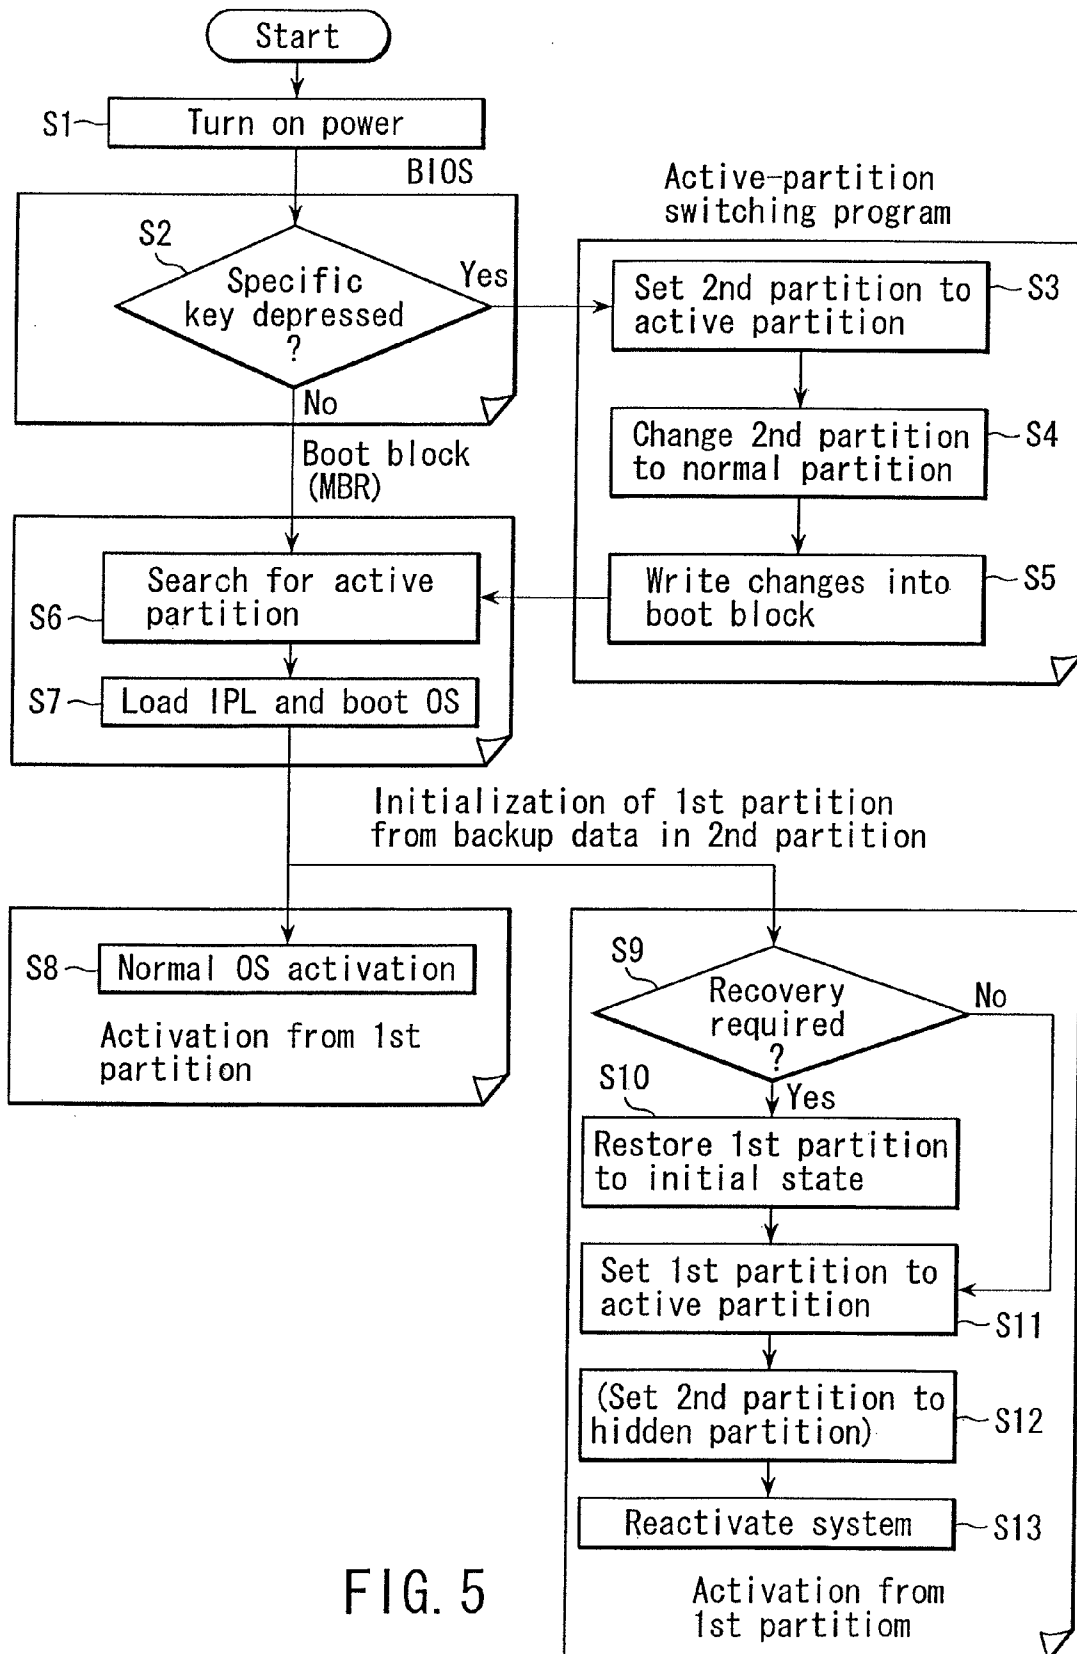 Start
S1
Turn on power
BIOS
S2
Specific
key depressed
?
Yes
No
Active-partition
switching program
Set 2nd partition to
active partition
S3
Change 2nd partition
to normal partition
S4
Write changes into
boot block
S5
Boot block
(MBR)
Search for active
partition
S6
S7
Load IPL and boot OS
Initialization of 1st partition
from backup data in 2nd partition
S8
Normal OS activation
Activation from 1st
partition
S9
Recovery
required
?
No
Yes
S10
Restore 1st partition
to initial state
Set 1st partition to
active partition
S11
(Set 2nd partition to
hidden partition)
S12
Reactivate system
S13
Activation from
1st partitiom
FIG. 5